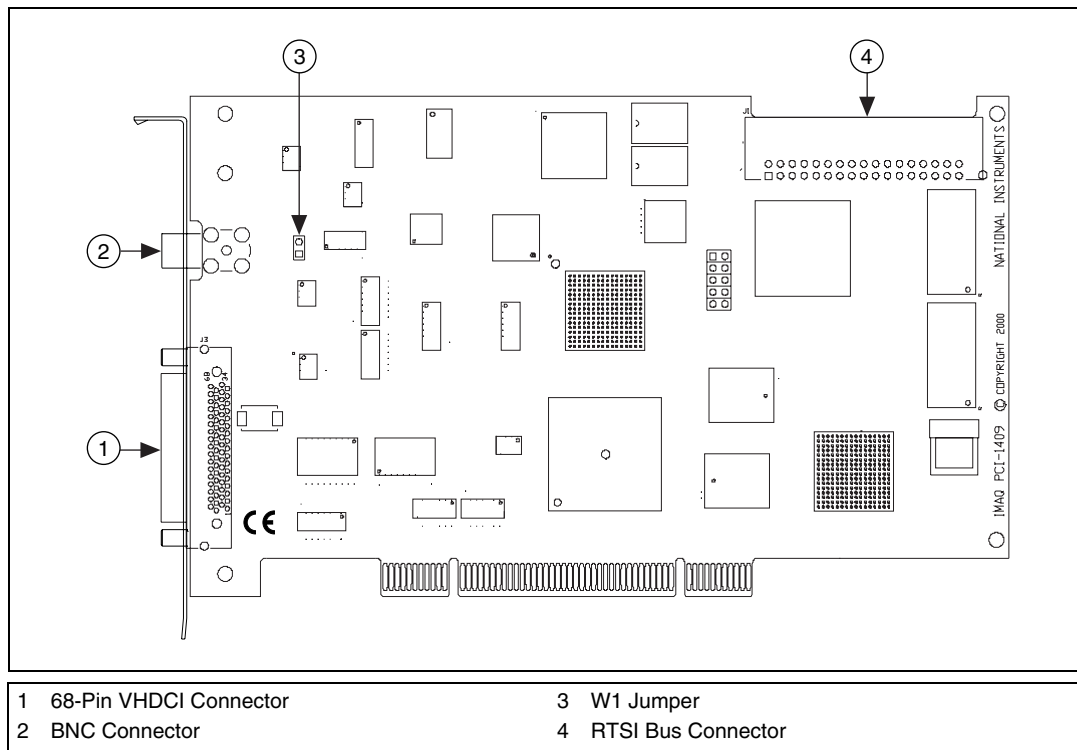 3
4
J1
NATIONAL INSTRUMENTS
2
J3
68
34
© COPYRIGHT 2000
1
IMAQ PCI-1409
CE
1 68-Pin VHDCI Connector
2 BNC Connector
3 W1 Jumper
4 RTSI Bus Connector